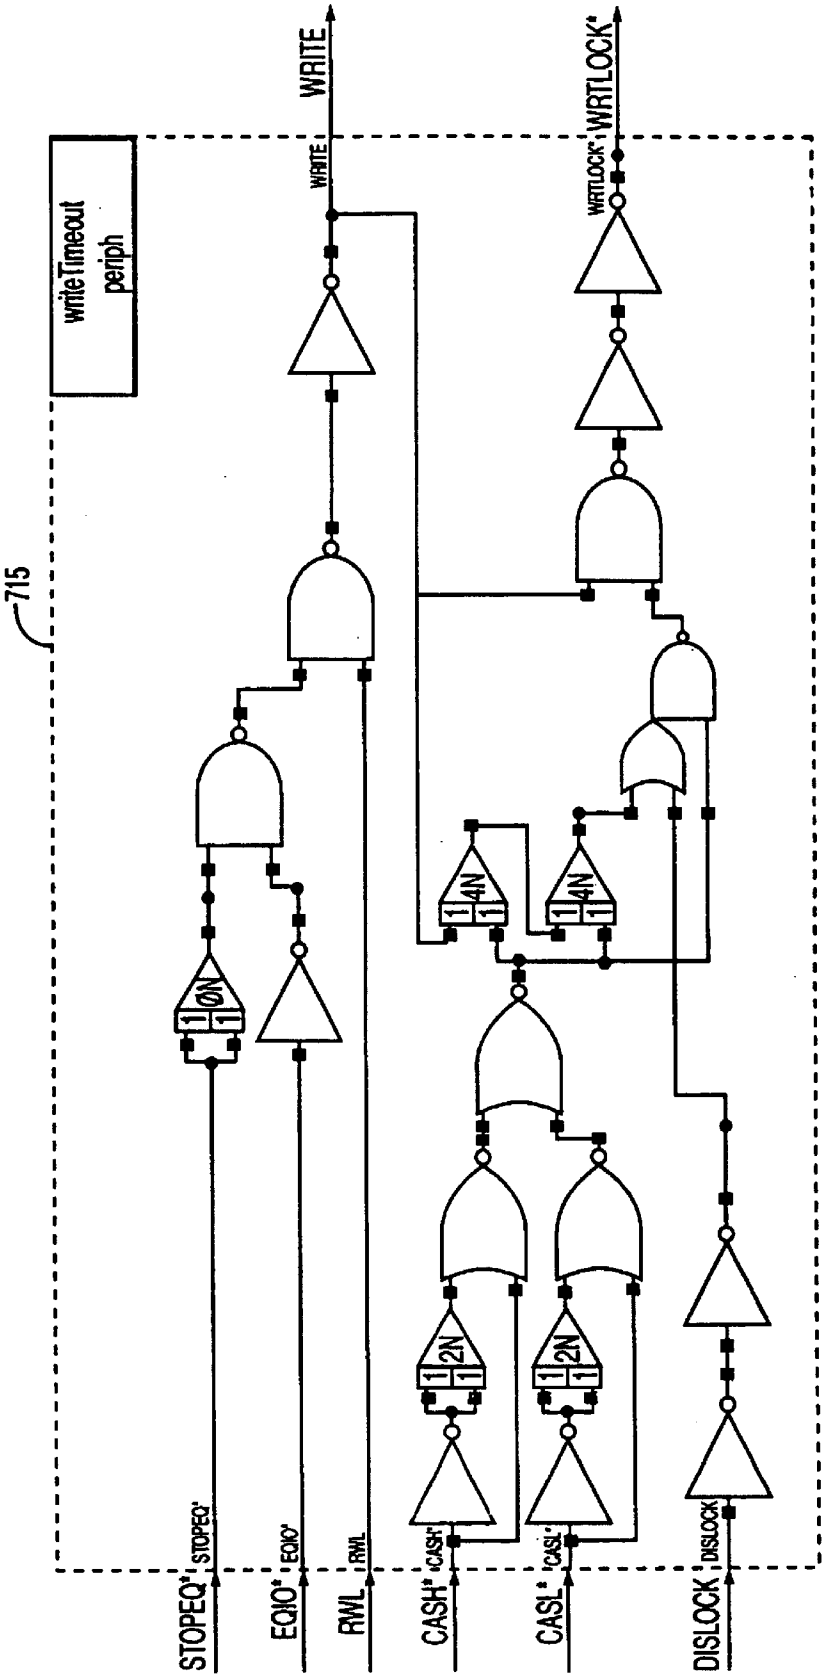 715
writeTimeout
periph
STOPEQ*
STOPEQ*
EQIO*
EQIO*
RWL
RWL
CASH*
CASH*
CASL*
CASL*
DISLOCK
DISLOCK
1
1
ØN
1
1
2N
1
1
2N
1
1
4N
1
1
4N
WRITE
WRITE
WRTLOCK*
WRTLOCK*